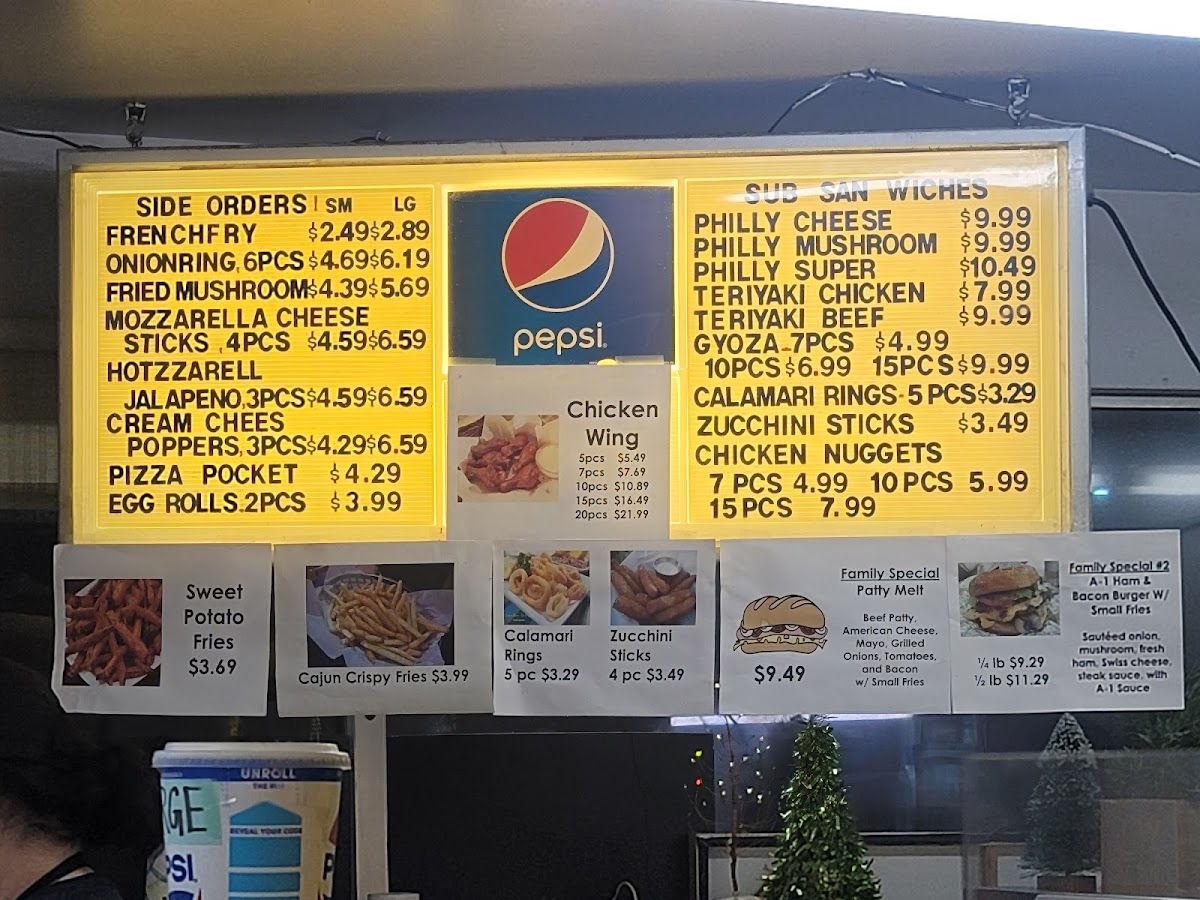 SIDE ORDERS SM LG
FRENCHFRY $2.49$2.89
ONIONRING, 6PCS $4.69$6.19
FRIED MUSHROOM$4.39$5.69
MOZZARELLA CHEESE
STICKS , 4PCS $4.59$6.59
HOTZZARELL
JALAPENO,3PCS$4.59$6.59
CREAM CHEES
POPPERS,3PCS$4.29$6.59
PIZZA POCKET $4.29
EGG ROLLS.2PCS $3.99
pepsi
Chicken
Wing
5pcs $5.49
7pcs $7.69
10pcs $10.89
15pcs $16.49
20pcs $21.99
SUB SAN WICHES
PHILLY CHEESE $9.99
PHILLY MUSHROOM $9.99
PHILLY SUPER $10.49
TERIYAKI CHICKEN $7.99
TERIYAKI BEEF $9.99
GYOZA-7PCS $4.99
10PCS$6.99 15PCS$9.99
CALAMARI RINGS-5PCS$3.29
ZUCCHINI STICKS $3.49
CHICKEN NUGGETS
7 PCS 4.99 10PCS 5.99
15PCS 7.99
Sweet
Potato
Fries
$3.69
Cajun Crispy Fries $3.99
Calamari
Rings
5 pc $3.29
Zucchini
Sticks
4 pc $3.49
$9.49
Family Special
Patty Melt
Beef Patty,
American Cheese,
Mayo, Grilled
Onions, Tomatoes,
and Bacon
w/ Small Fries
¼ lb $9.29
½ lb $11.29
Family Special #2
A-1 Ham &
Bacon Burger W/
Small Fries
Sautéed onion,
mushroom, fresh
ham, Swiss cheese,
steak sauce, with
A-1 Sauce
UNROLL
REVEAL YOUR CODE
RGE
PSI
P